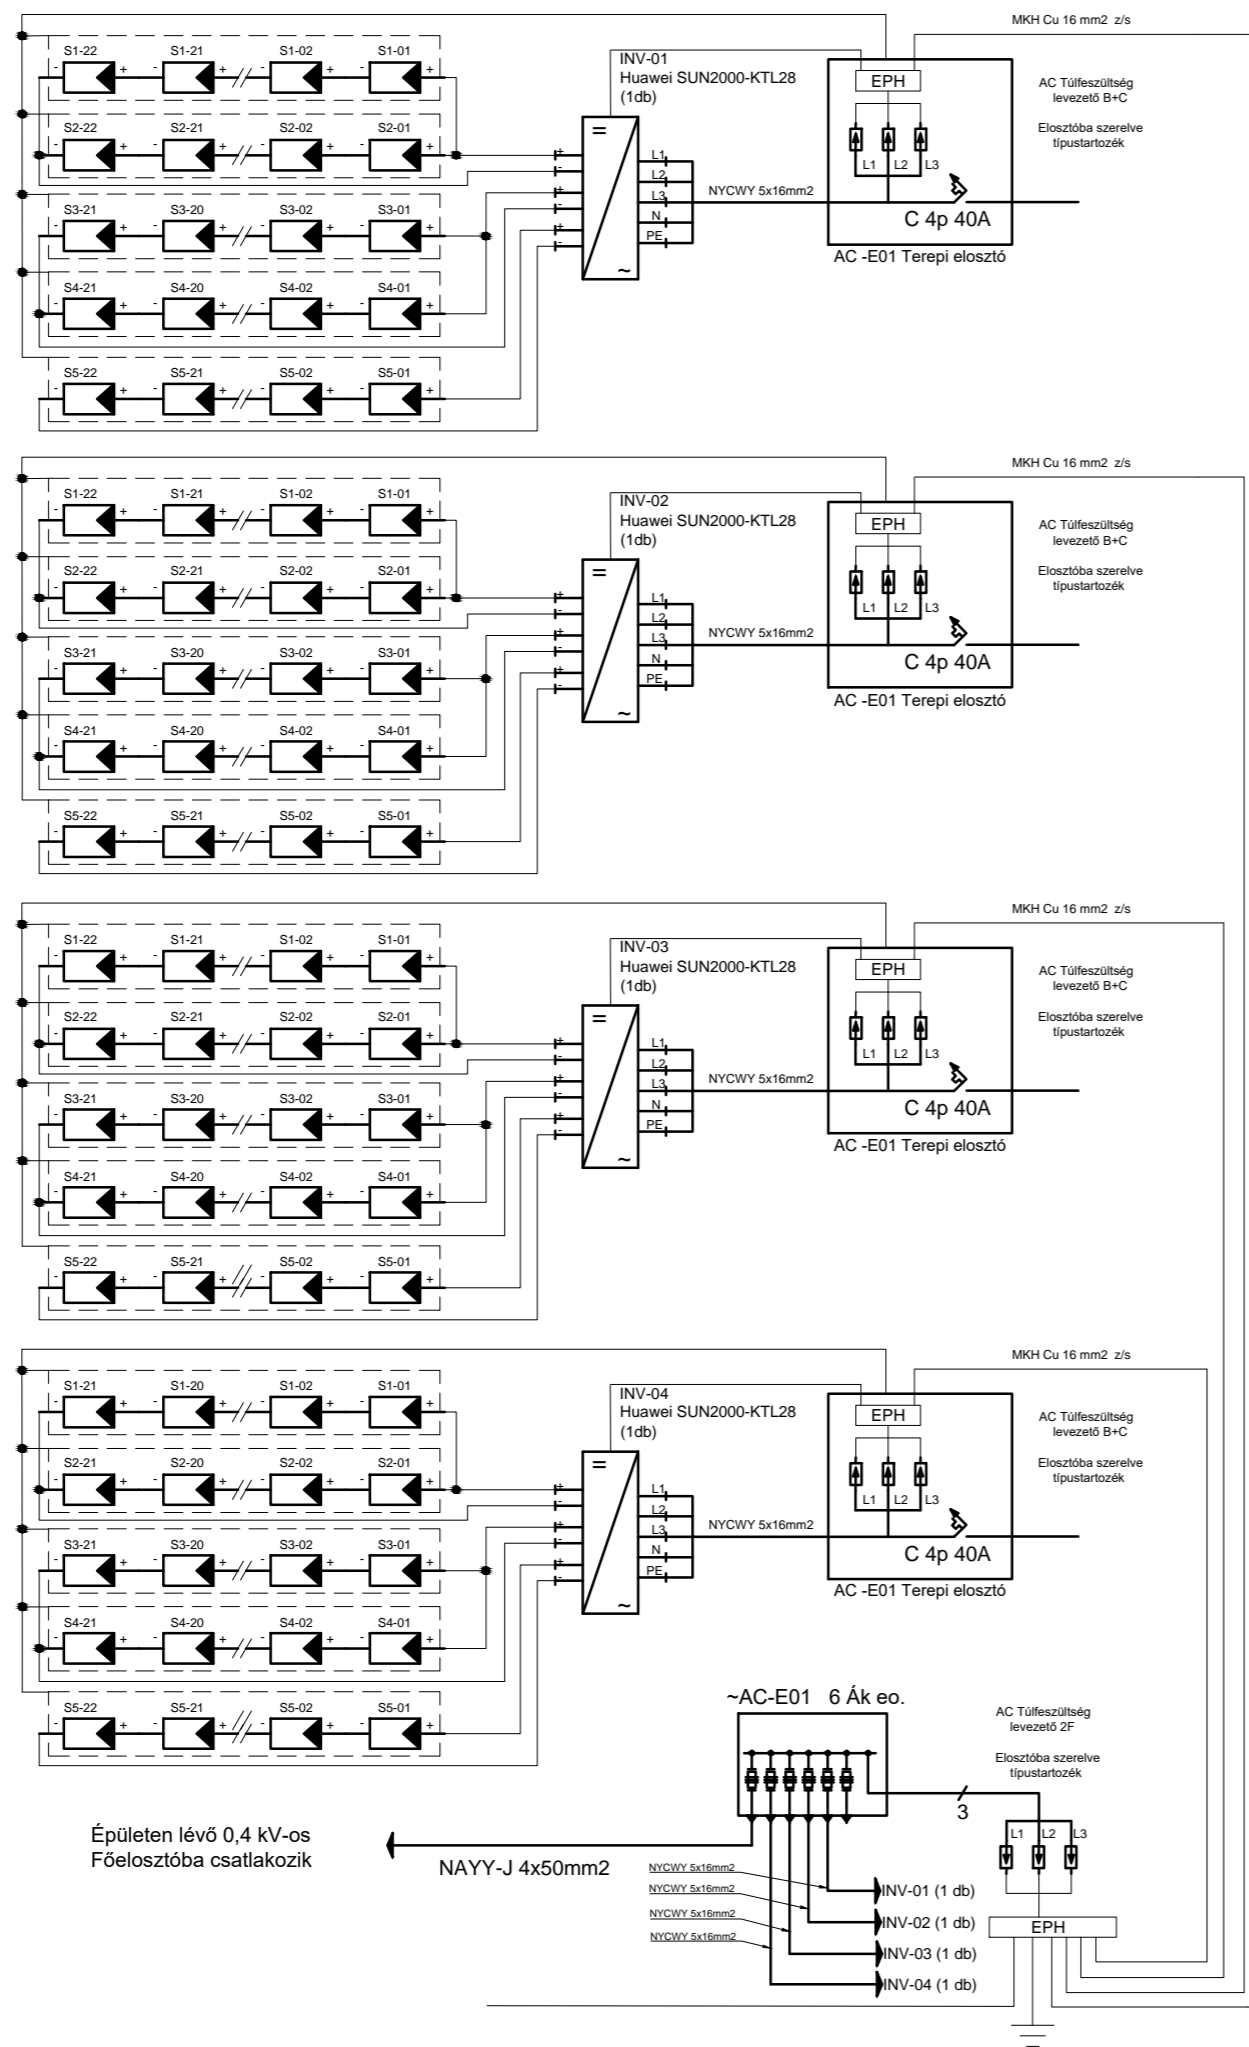 MKH Cu 16 mm2 z/s
S1-22 S1-21 S1-02 S1-01
- + - + - + - +
INV-01
Huawei SUN2000-KTL28
(1db)
EPH
AC Túlfeszültség
levezető B+C
Elosztóba szerelve
típustartozék
S2-22 S2-21 S2-02 S2-01
- + - + - + - +
=
+
-
+
-
+
-
~
L1
L2
L3
N
PE
NYCWY 5x16mm2
L1 L2 L3
C 4p 40A
AC -E01 Terepi elosztó
S3-21 S3-20 S3-02 S3-01
- + - + - + - +
S4-21 S4-20 S4-02 S4-01
- + - + - + - +
S5-22 S5-21 S5-02 S5-01
- + - + - + - +
MKH Cu 16 mm2 z/s
S1-22 S1-21 S1-02 S1-01
- + - + - + - +
INV-02
Huawei SUN2000-KTL28
(1db)
EPH
AC Túlfeszültség
levezető B+C
Elosztóba szerelve
típustartozék
S2-22 S2-21 S2-02 S2-01
- + - + - + - +
=
+
-
+
-
+
-
~
L1
L2
L3
N
PE
NYCWY 5x16mm2
L1 L2 L3
C 4p 40A
AC -E01 Terepi elosztó
S3-21 S3-20 S3-02 S3-01
- + - + - + - +
S4-21 S4-20 S4-02 S4-01
- + - + - + - +
S5-22 S5-21 S5-02 S5-01
- + - + - + - +
MKH Cu 16 mm2 z/s
S1-22 S1-21 S1-02 S1-01
- + - + - + - +
INV-03
Huawei SUN2000-KTL28
(1db)
EPH
AC Túlfeszültség
levezető B+C
Elosztóba szerelve
típustartozék
S2-22 S2-21 S2-02 S2-01
- + - + - + - +
=
+
-
+
-
+
-
~
L1
L2
L3
N
PE
NYCWY 5x16mm2
L1 L2 L3
C 4p 40A
AC -E01 Terepi elosztó
S3-21 S3-20 S3-02 S3-01
- + - + - + - +
S4-21 S4-20 S4-02 S4-01
- + - + - + - +
S5-22 S5-21 S5-02 S5-01
- + - + - + - +
MKH Cu 16 mm2 z/s
S1-21 S1-20 S1-02 S1-01
- + - + - + - +
INV-04
Huawei SUN2000-KTL28
(1db)
EPH
AC Túlfeszültség
levezető B+C
Elosztóba szerelve
típustartozék
S2-21 S2-20 S2-02 S2-01
- + - + - + - +
=
+
-
+
-
+
-
~
L1
L2
L3
N
PE
NYCWY 5x16mm2
L1 L2 L3
C 4p 40A
AC -E01 Terepi elosztó
S3-21 S3-20 S3-02 S3-01
- + - + - + - +
S4-21 S4-20 S4-02 S4-01
- + - + - + - +
S5-22 S5-21 S5-02 S5-01
- + - + - + - +
~AC-E01 6 Ák eo.
AC Túlfeszültség
levezető 2F
Elosztóba szerelve
típustartozék
3
L1 L2 L3
EPH
Épületen lévő 0,4 kV-os
Főelosztóba csatlakozik
NAYY-J 4x50mm2
NYCWY 5x16mm2
NYCWY 5x16mm2
NYCWY 5x16mm2
NYCWY 5x16mm2
INV-01 (1 db)
INV-02 (1 db)
INV-03 (1 db)
INV-04 (1 db)